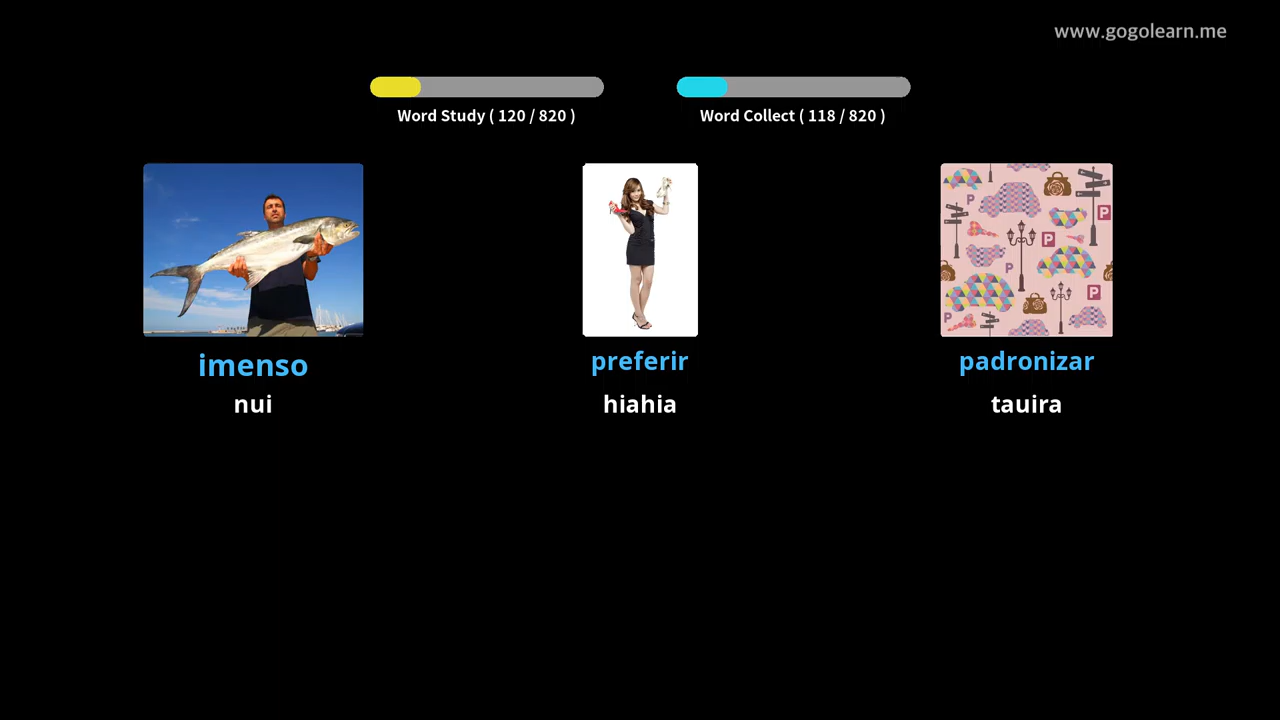 www.gogolearn.me
Word Study ( 120 / 820 )
Word Collect ( 118 / 820 )
P
P
P
P
P
P
imenso
preferir
padronizar
nui
hiahia
tauira